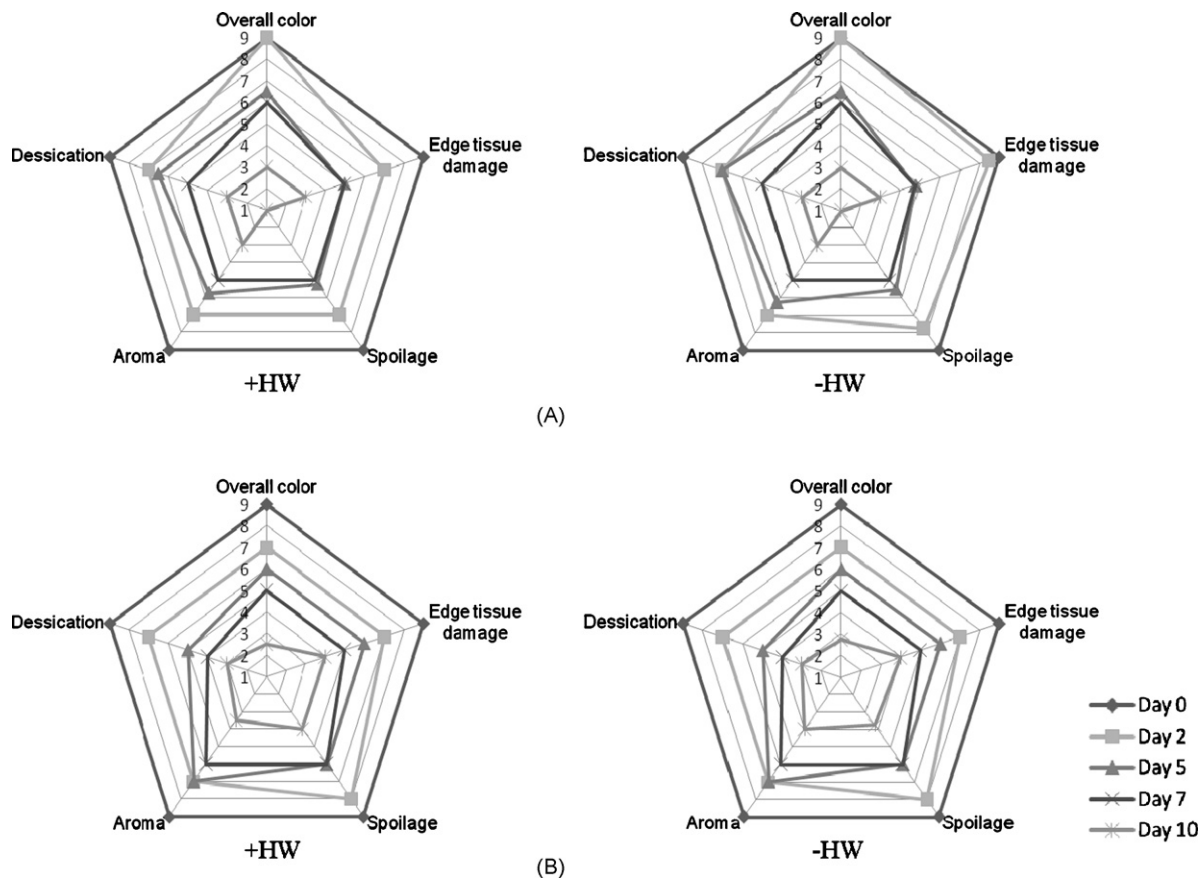 Overall color
9
8
7
6
5
4
3
2
1
Dessication
Edge tissue
damage
Aroma
Spoilage
+HW
Overall color
9
8
7
6
5
4
3
2
1
Dessication
Edge tissue
damage
Aroma
Spoilage
-HW
(A)
Overall color
9
8
7
6
5
4
3
2
1
Dessication
Edge tissue
damage
Aroma
Spoilage
+HW
Overall color
9
8
7
6
5
4
3
2
1
Dessication
Edge tissue
damage
Aroma
Spoilage
-HW
(B)
Day 0
Day 2
Day 5
Day 7
Day 10